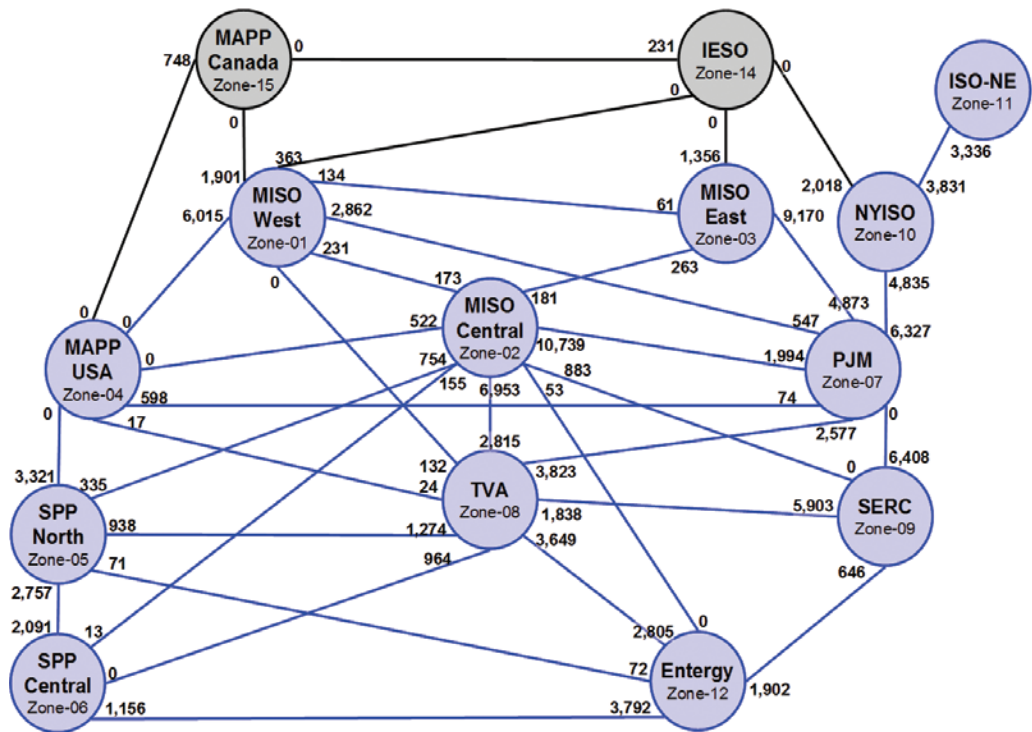 MAPP
Canada
Zone-15
748
0
231
IESO
Zone-14
0
0
ISO-NE
Zone-11
0
0
3,336
363
1,901
134
1,356
MISO
West
Zone-01
6,015
2,862
231
0
61
MISO
East
Zone-03
9,170
263
2,018
3,831
NYISO
Zone-10
4,835
173
181
MISO
Central
Zone-02
522
754
155
6,953
53
10,739
883
0
0
MAPP
USA
Zone-04
0
598
0
17
4,873
547
6,327
1,994
PJM
Zone-07
74
0
2,577
2,815
132
24
TVA
Zone-08
3,823
1,838
3,649
1,274
964
0
6,408
5,903
SERC
Zone-09
646
3,321
335
SPP
North
Zone-05
938
71
2,757
2,091
13
SPP
Central
Zone-06
0
1,156
2,805
0
72
Entergy
Zone-12
3,792
1,902